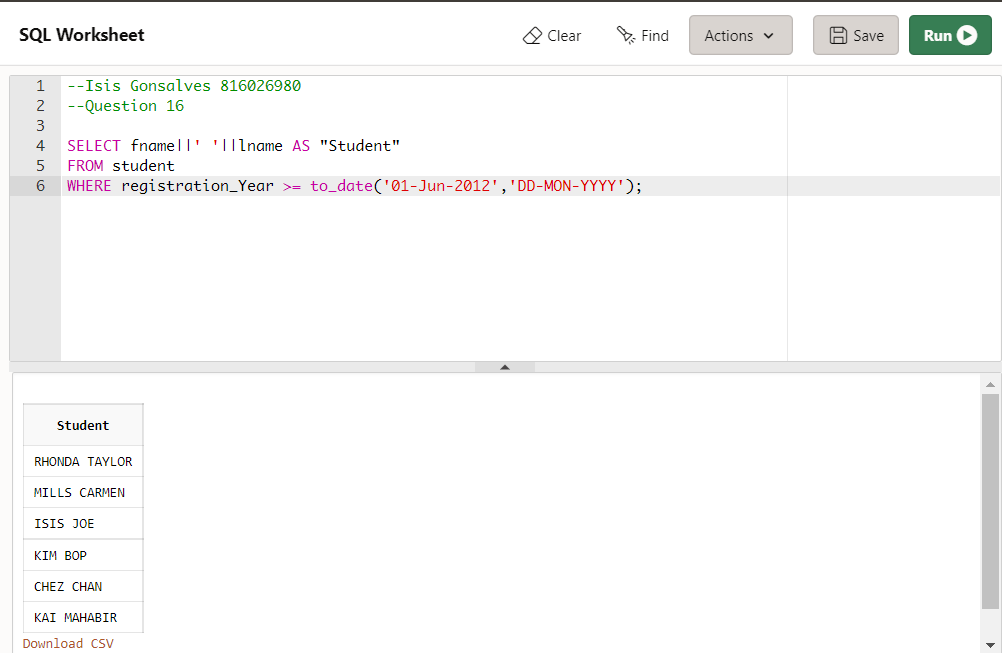 SQL Worksheet
Clear
Find
Actions
Save
Run
1 --Isis Gonsalves 816026980
2 --Question 16
3
4 SELECT fname||' '||lname AS "Student"
5 FROM student
6 WHERE registration_Year >= to_date('01-Jun-2012','DD-MON-YYYY');
Student
RHONDA TAYLOR
MILLS CARMEN
ISIS JOE
KIM BOP
CHEZ CHAN
KAI MAHABIR
Download CSV